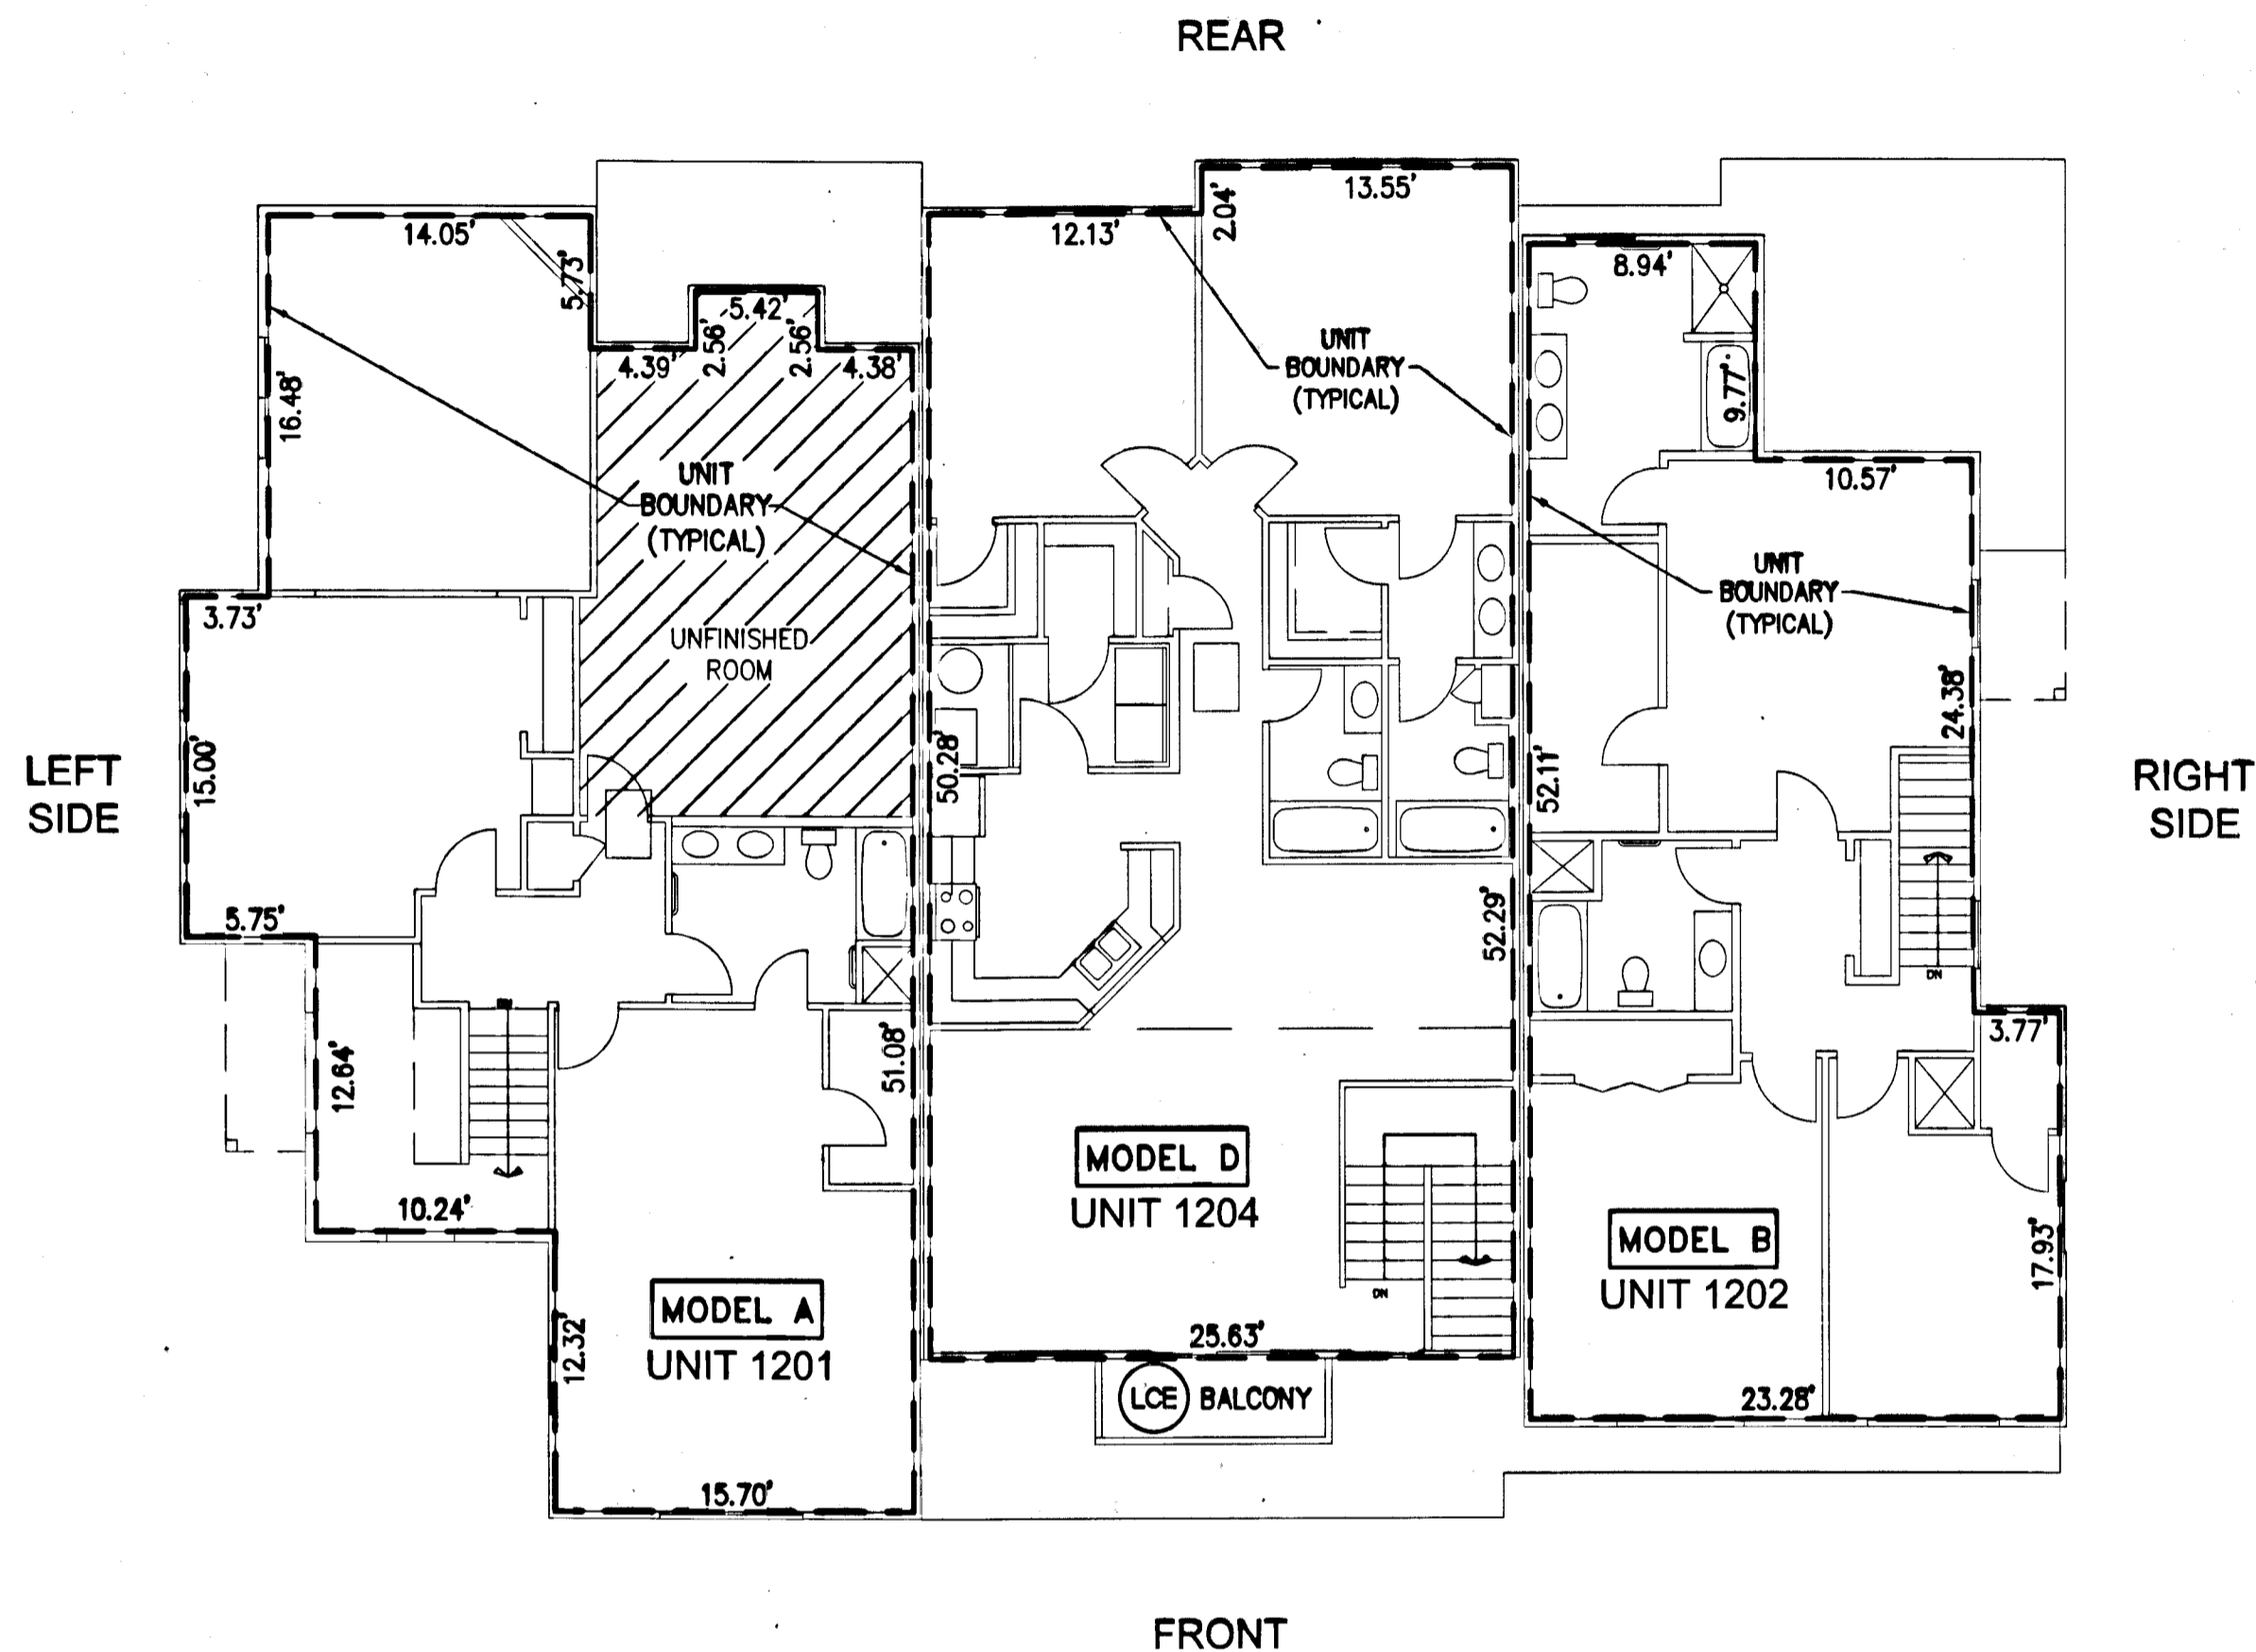 REAR
13.55'
2.04'
14.05'
12.13'
5.73'
8.94'
5.42'
2.56'
2.56'
4.39'
4.38'
UNIT
BOUNDARY
(TYPICAL)
16.48'
9.77'
UNIT
BOUNDARY
(TYPICAL)
10.57'
UNIT
BOUNDARY
(TYPICAL)
3.73'
UNFINISHED
ROOM
24.38'
LEFT
SIDE
15.00'
50.28'
52.11'
RIGHT
SIDE
5.75'
52.29'
DN
DN
3.77'
12.64'
51.08'
MODEL D
UNIT 1204
10.24'
MODEL B
UNIT 1202
17.93'
DN
MODEL A
UNIT 1201
12.32'
25.63'
LCE BALCONY
23.28'
15.70'
FRONT